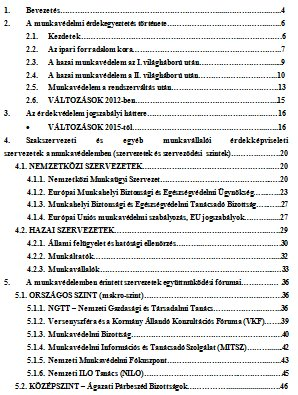 1. Bevezetés....4
2. A munkavédelmi érdekegyeztetés története....6
2.1. Kezdetek....6
2.2. Az ipari forradalom kora....7
2.3. A hazai munkavédelem az I. világháború után....9
2.4. A hazai munkavédelem a II. világháború után....10
2.5. Munkavédelem a rendszerváltás után....13
2.6. VÁLTOZÁSOK 2012-ben....15
3. Az érdekvédelem jogszabályi háttere....16
• VÁLTOZÁSOK 2015-től....16
4. Szakszervezeti és egyéb munkavállalói érdekképviseleti
szervezetek a munkavédelemben (szervezetek és szerveződési szintek)....20
4.1. NEMZETKÖZI SZERVEZETEK....20
4.1.1. Nemzetközi Munkaügyi Szervezet....20
4.1.2. Európai Munkahelyi Biztonsági és Egészségvédelmi Ügynökség....23
4.1.3. Munkahelyi Biztonsági és Egészségvédelmi Tanácsadó Bizottság....27
4.1.4. Európai Uniós munkavédelmi szabályozás, EU jogszabályok....27
4.2. HAZAI SZERVEZETEK....29
4.2.1. Állami felügyelet és hatósági ellenőrzés....30
4.2.2. Munkáltatók....32
4.2.3. Munkavállalók....33
5. A munkavédelemben érintett szervezetek együttműködési fórumai....36
5.1. ORSZÁGOS SZINT (makro-szint)....36
5.1.1. NGTT – Nemzeti Gazdasági és Társadalmi Tanács....36
5.1.2. Versenyszféra és a Kormány Állandó Konzultációs Fóruma (VKF)....39
5.1.3. Munkavédelmi Bizottság....40
5.1.4. Munkavédelmi Információs és Tanácsadó Szolgálat (MITSZ)....42
5.1.5. Nemzeti Munkavédelmi Fókuszpont....43
5.1.6. Nemzeti ILO Tanács (NILO)....45
5.2. KÖZÉPSZINT – Ágazati Párbeszéd Bizottságok....46